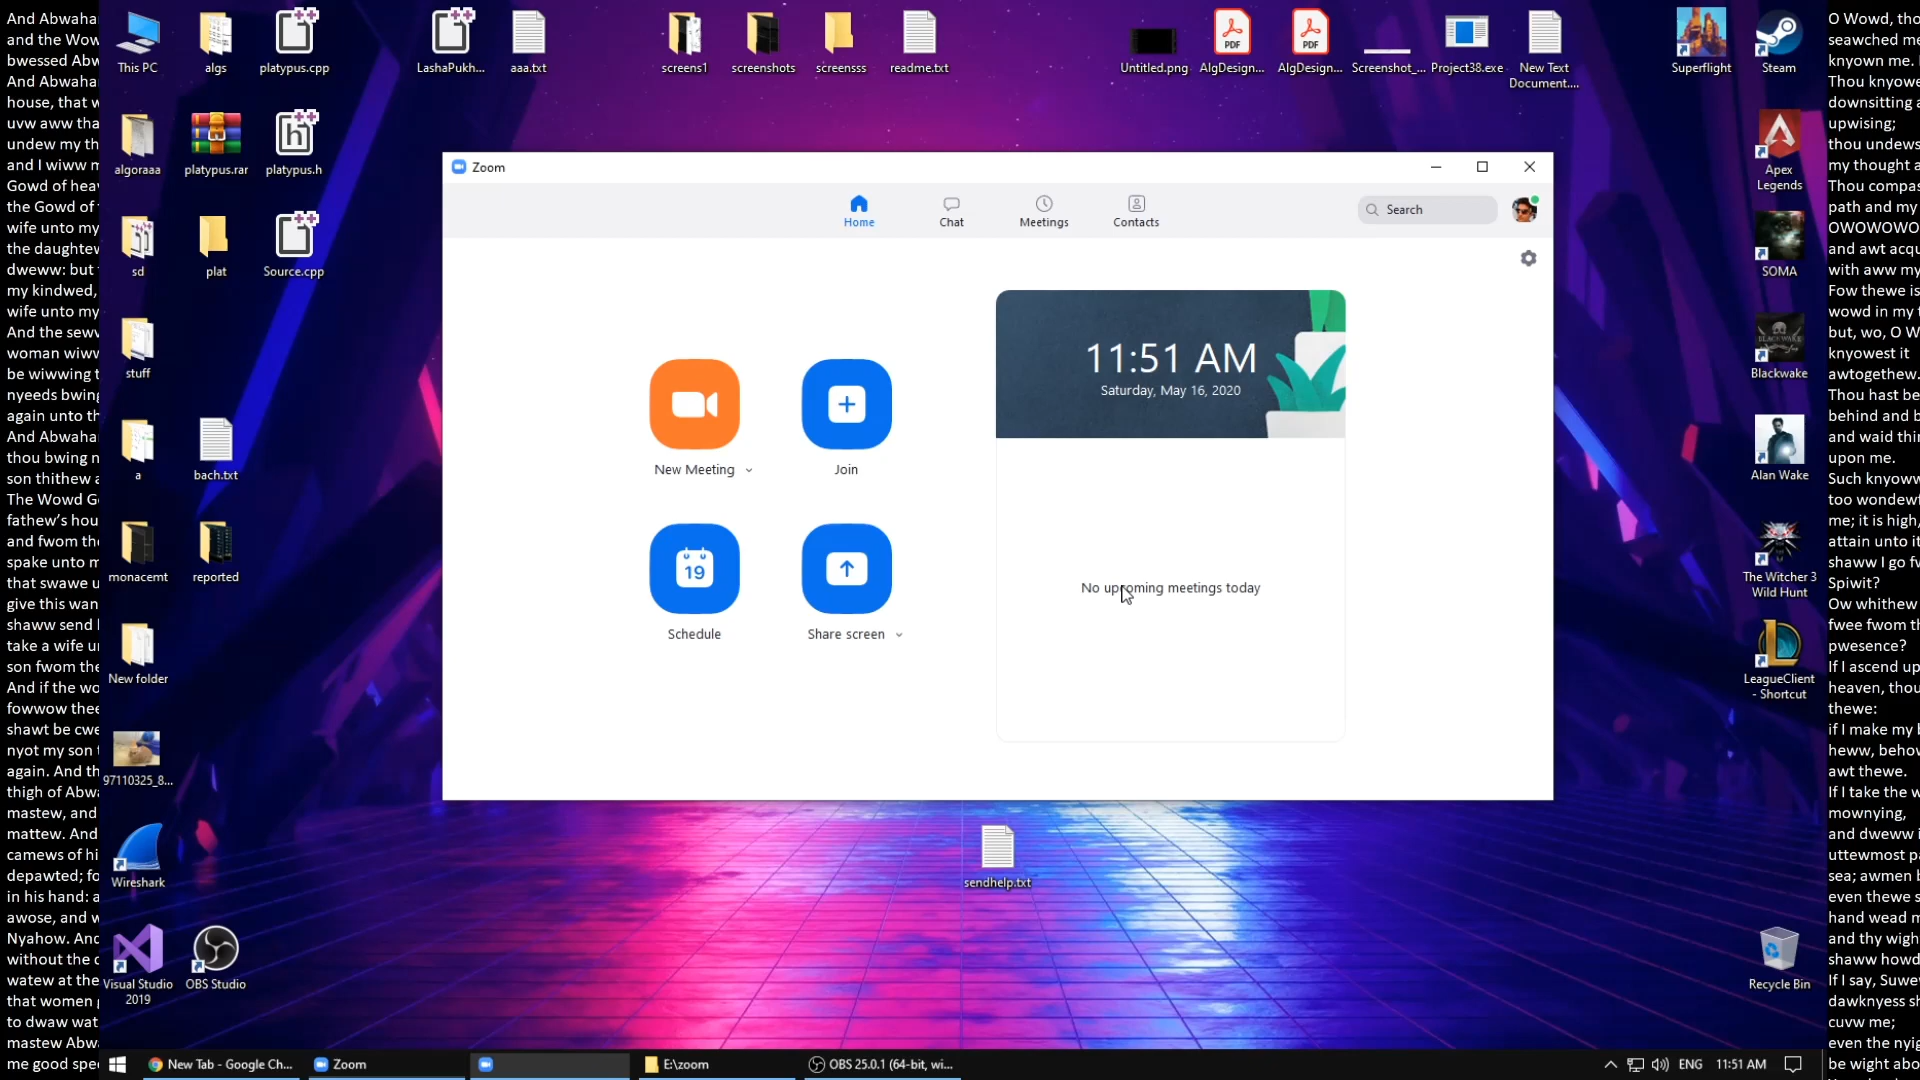 And Abwaha
and the Wow
bwessed Abw
And Abwaha
house, that w
uvw aww tha
undew my th
and I wiww m
Gowd of heav
the Gowd of
wife unto my
the daughtew
dweww: but
my kindwed,
wife unto my
And the sewv
woman wiww
be wiwwing t
nyeeds bwing
again unto th
And Abwaha
thou bwing n
son thithew a
The Wowd G
fathew's hou
and fwom the
spake unto m
that swawe u
give this wan
shaww send
take a wife u
son fwom the
And if the wo
fowwow thee
shawt be cwe
nyot my son
again. And th
thigh of Abwa
mastew, and
mattew. And
camews of hi
depawted; fo
in his hand: a
awose, and w
Nyahow. And
without the c
watew at the
that women
to dwaw wat
mastew Abw
me good spe
This PC
algs
platypus.cpp
LashaPukh...
aaa.txt
screens1
screenshots
screensss
readme.txt
Untitled.png
AlgDesign...
AlgDesign...
Screenshot_...
Project38.exe
New Text
Document....
Superflight
Steam
algoraaa
platypus.rar
platypus.h
Apex
Legends
sd
plat
Source.cpp
SOMA
stuff
Blackwake
a
bach.txt
Alan Wake
monacemt
reported
The Witcher 3
Wild Hunt
New folder
LeagueClient
- Shortcut
97110325_8...
Wireshark
sendhelp.txt
Visual Studio
2019
OBS Studio
Recycle Bin
Zoom
Home
Chat
Meetings
Contacts
Search
11:51 AM
Saturday, May 16, 2020
New Meeting
Join
19
Schedule
Share screen
No upcoming meetings today
O Wowd, tho
seawched me
knyown me.
Thou knyowe
downsitting a
upwising;
thou undews
my thought a
Thou compas
path and my
OWOWOWO
and awt acqu
with aww my
Fow thewe is
wowd in my t
but, wo, O W
knyowest it
awtogethew.
Thou hast be
behind and b
and waid thi
upon me.
Such knyoww
too wondewf
me; it is high,
attain unto it
shaww I go fw
Spiwit?
Ow whithew
fwee fwom th
pwesence?
If I ascend up
heaven, thou
thewe:
if I make my b
heww, behow
awt thewe.
If I take the w
mownying,
and dweww i
uttewmost pa
sea; awmen b
even thewe s
hand wead m
and thy wigh
shaww howd
If I say, Suwe
dawknyess sh
cuvw me;
even the nyig
be wight abo
New Tab - Google Ch...
Zoom
E:\zoom
OBS 25.0.1 (64-bit, wi...
ENG
11:51 AM